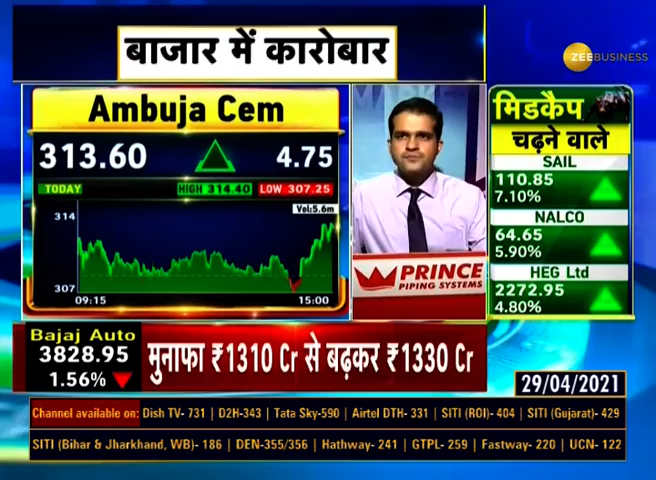 बाजार में कारोबार
ZEEBUSINESS
Ambuja Cem
313.60 4.75
TODAY HIGH 314.40 LOW 307.25
Vol:5.6m
314
307
09:15 15:00
PRINCE
PIPING SYSTEMS
मिडकैप
चढ़ने वाले
SAIL
110.85
7.10%
NALCO
64.65
5.90%
HEG Ltd
2272.95
4.80%
Bajaj Auto
3828.95
1.56%
मुनाफा ₹1310 Cr से बढ़कर ₹1330 Cr
29/04/2021
Channel available on: Dish TV- 731 | D2H-343 | Tata Sky-590 | Airtel DTH- 331 | SITI (ROI)- 404 | SITI (Gujarat)- 429
SITI (Bihar & Jharkhand, WB)- 186 | DEN-355/356 | Hathway- 241 | GTPL- 259 | Fastway- 220 | UCN- 122